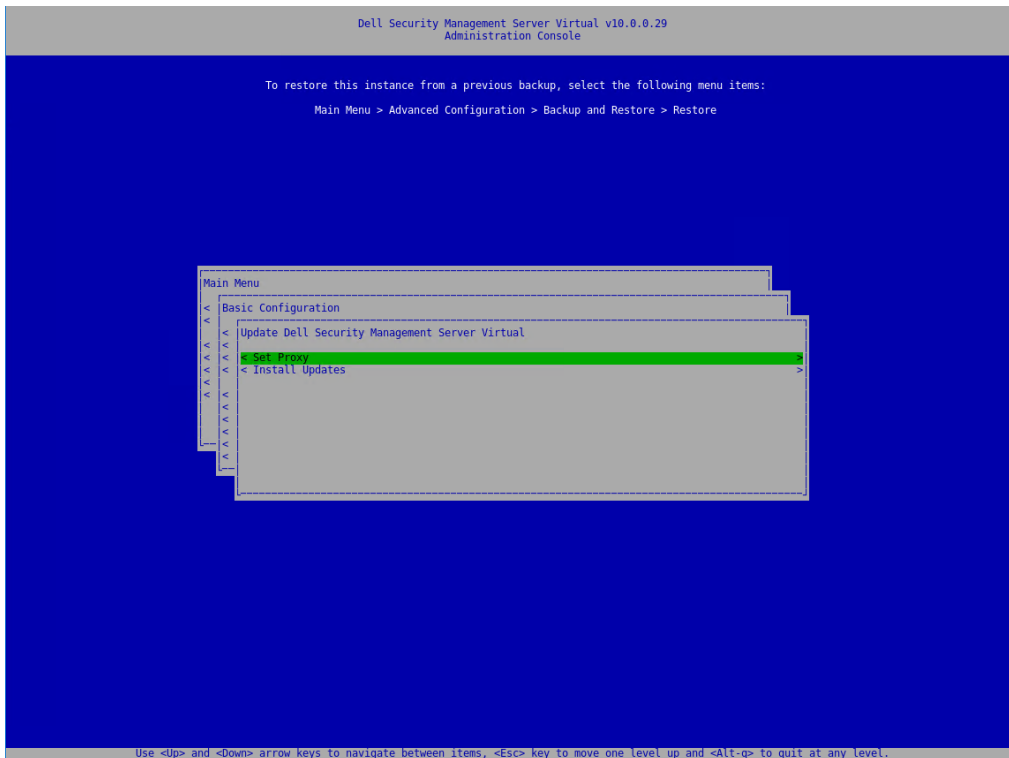 Dell Security Management Server Virtual v10.0.0.29
Administration Console
To restore this instance from a previous backup, select the following menu items:
Main Menu > Advanced Configuration > Backup and Restore > Restore
Main Menu
Basic Configuration
Update Dell Security Management Server Virtual
< Set Proxy >
< Install Updates >
Use <Up> and <Down> arrow keys to navigate between items, <Esc> key to move one level up and <Alt-q> to quit at any level.